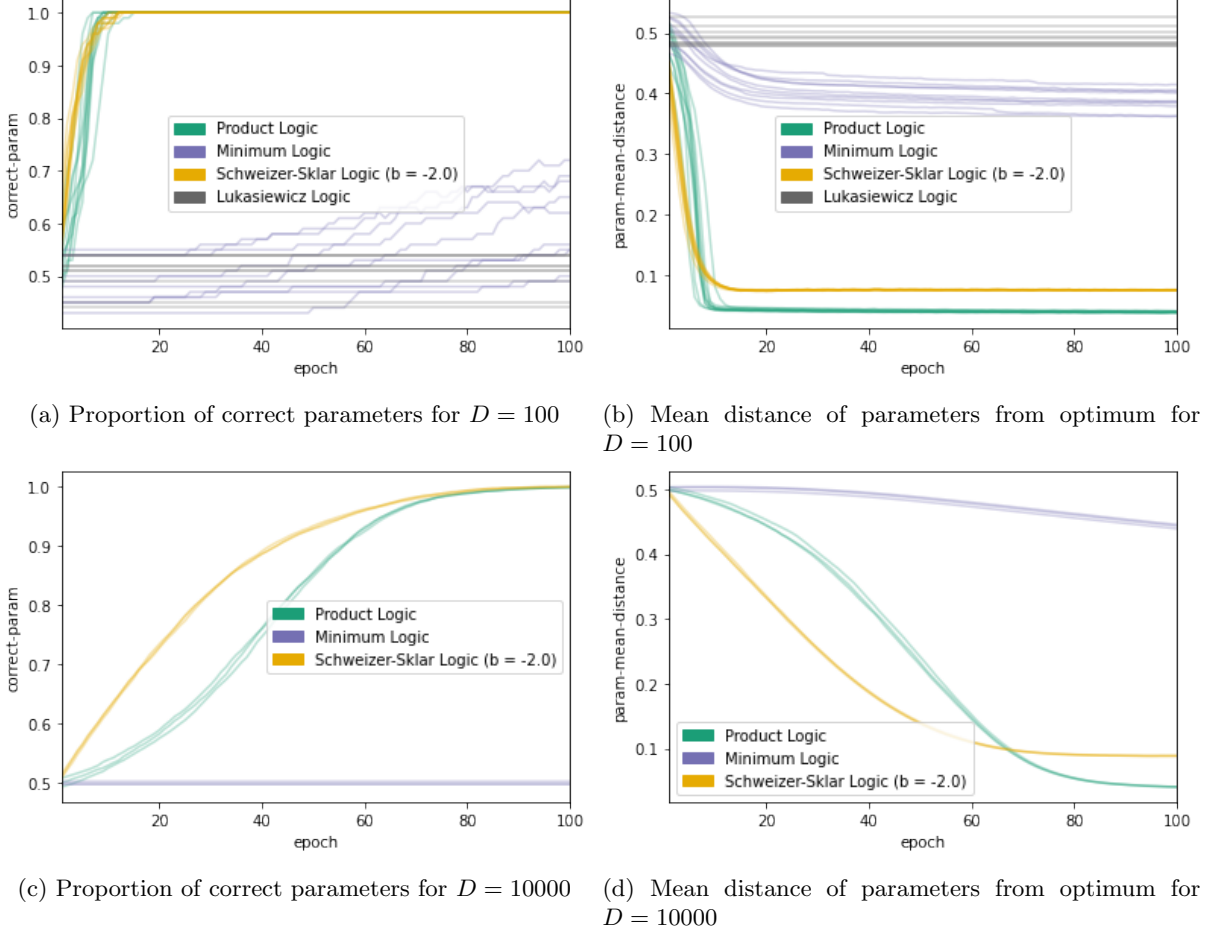 1.0
0.9
0.8
0.7
0.6
0.5
correct-param
Product Logic
Minimum Logic
Schweizer-Sklar Logic (b = -2.0)
Lukasiewicz Logic
20
40
60
80
100
epoch
0.5
0.4
0.3
0.2
0.1
param-mean-distance
Product Logic
Minimum Logic
Schweizer-Sklar Logic (b = -2.0)
Lukasiewicz Logic
20
40
60
80
100
epoch
(a) Proportion of correct parameters for D = 100
(b) Mean distance of parameters from optimum for
D = 100
1.0
0.9
0.8
0.7
0.6
0.5
correct-param
Product Logic
Minimum Logic
Schweizer-Sklar Logic (b = -2.0)
20
40
60
80
100
epoch
0.5
0.4
0.3
0.2
0.1
param-mean-distance
Product Logic
Minimum Logic
Schweizer-Sklar Logic (b = -2.0)
20
40
60
80
100
epoch
(c) Proportion of correct parameters for D = 10000
(d) Mean distance of parameters from optimum for
D = 10000